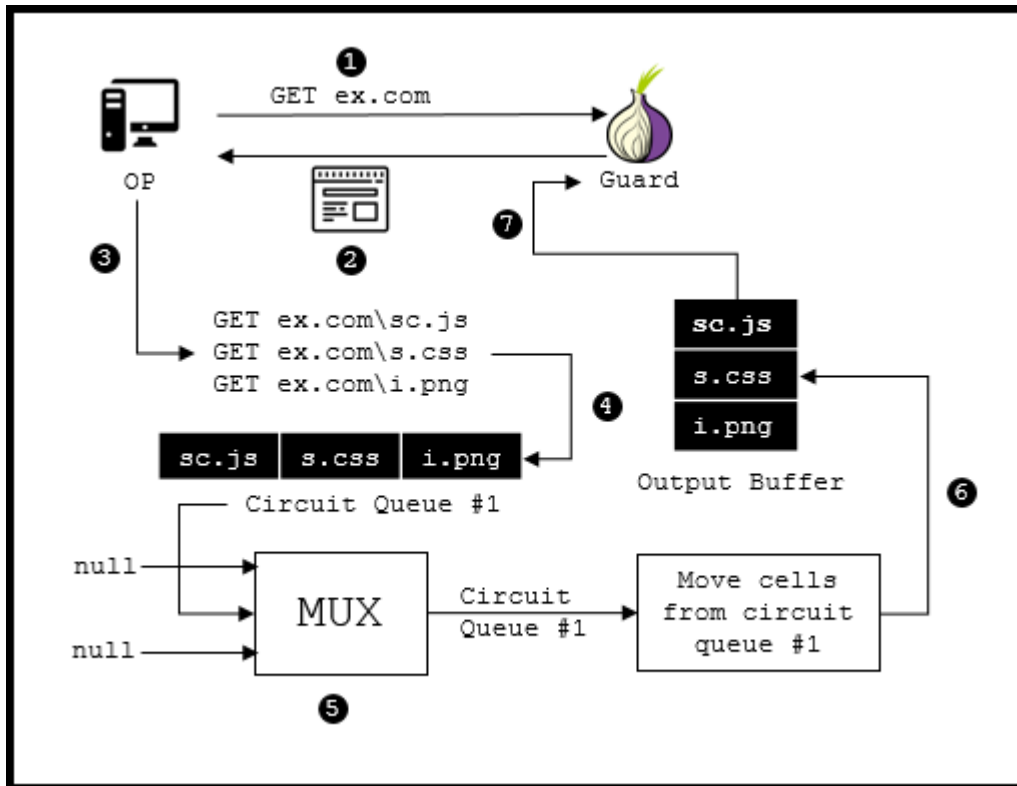 1
GET ex.com
OP
Guard
2
3
7
GET ex.com\sc.js
GET ex.com\s.css
GET ex.com\i.png
4
sc.js
s.css
i.png
Output Buffer
sc.js s.css i.png
Circuit Queue #1
6
null
null
MUX
5
Circuit
Queue #1
Move cells
from circuit
queue #1